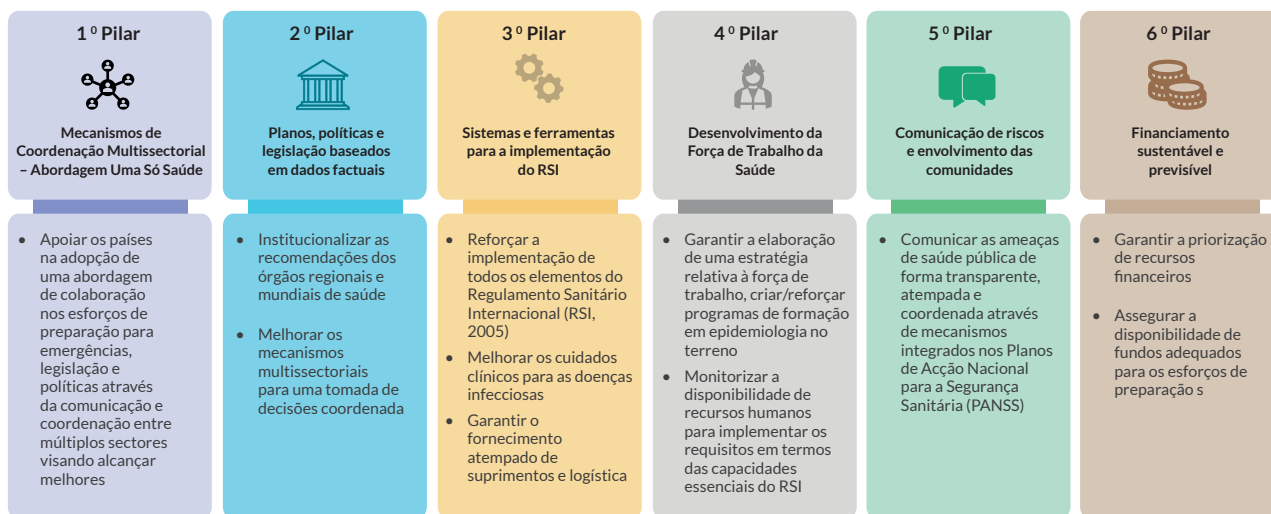 1 º Pilar
Mecanismos de
Coordenação Multissectorial
– Abordagem Uma Só Saúde
• Apoiar os países
na adopção de
uma abordagem
de colaboração
nos esforços de
preparação para
emergências,
legislação e
políticas através
da comunicação e
coordenação entre
múltiplos sectores
visando alcançar
melhores
2 º Pilar
Planos, políticas e
legislação baseados
em dados factuais
• Institucionalizar as
recomendações dos
órgãos regionais e
mundiais de saúde
• Melhorar os
mecanismos
multissectoriais
para uma tomada de
decisões coordenada
3 º Pilar
Sistemas e ferramentas
para a implementação
do RSI
• Reforçar a
implementação de
todos os elementos do
Regulamento Sanitário
Internacional (RSI,
2005)
• Melhorar os cuidados
clínicos para as doenças
infecciosas
• Garantir o
fornecimento
atempado de
suprimentos e logística
4 º Pilar
Desenvolvimento da
Força de Trabalho da
Saúde
• Garantir a elaboração
de uma estratégia
relativa à força de
trabalho, criar/reforçar
programas de formação
em epidemiologia no
terreno
• Monitorizar a
disponibilidade de
recursos humanos
para implementar os
requisitos em termos
das capacidades
essenciais do RSI
5 º Pilar
Comunicação de riscos
e envolvimento das
comunidades
• Comunicar as ameaças
de saúde pública de
forma transparente,
atempada e
coordenada através
de mecanismos
integrados nos Planos
de Acção Nacional
para a Segurança
Sanitária (PANSS)
6 º Pilar
Financiamento
sustentável e
previsível
• Garantir a priorização
de recursos
financeiros
• Assegurar a
disponibilidade de
fundos adequados
para os esforços de
preparação s